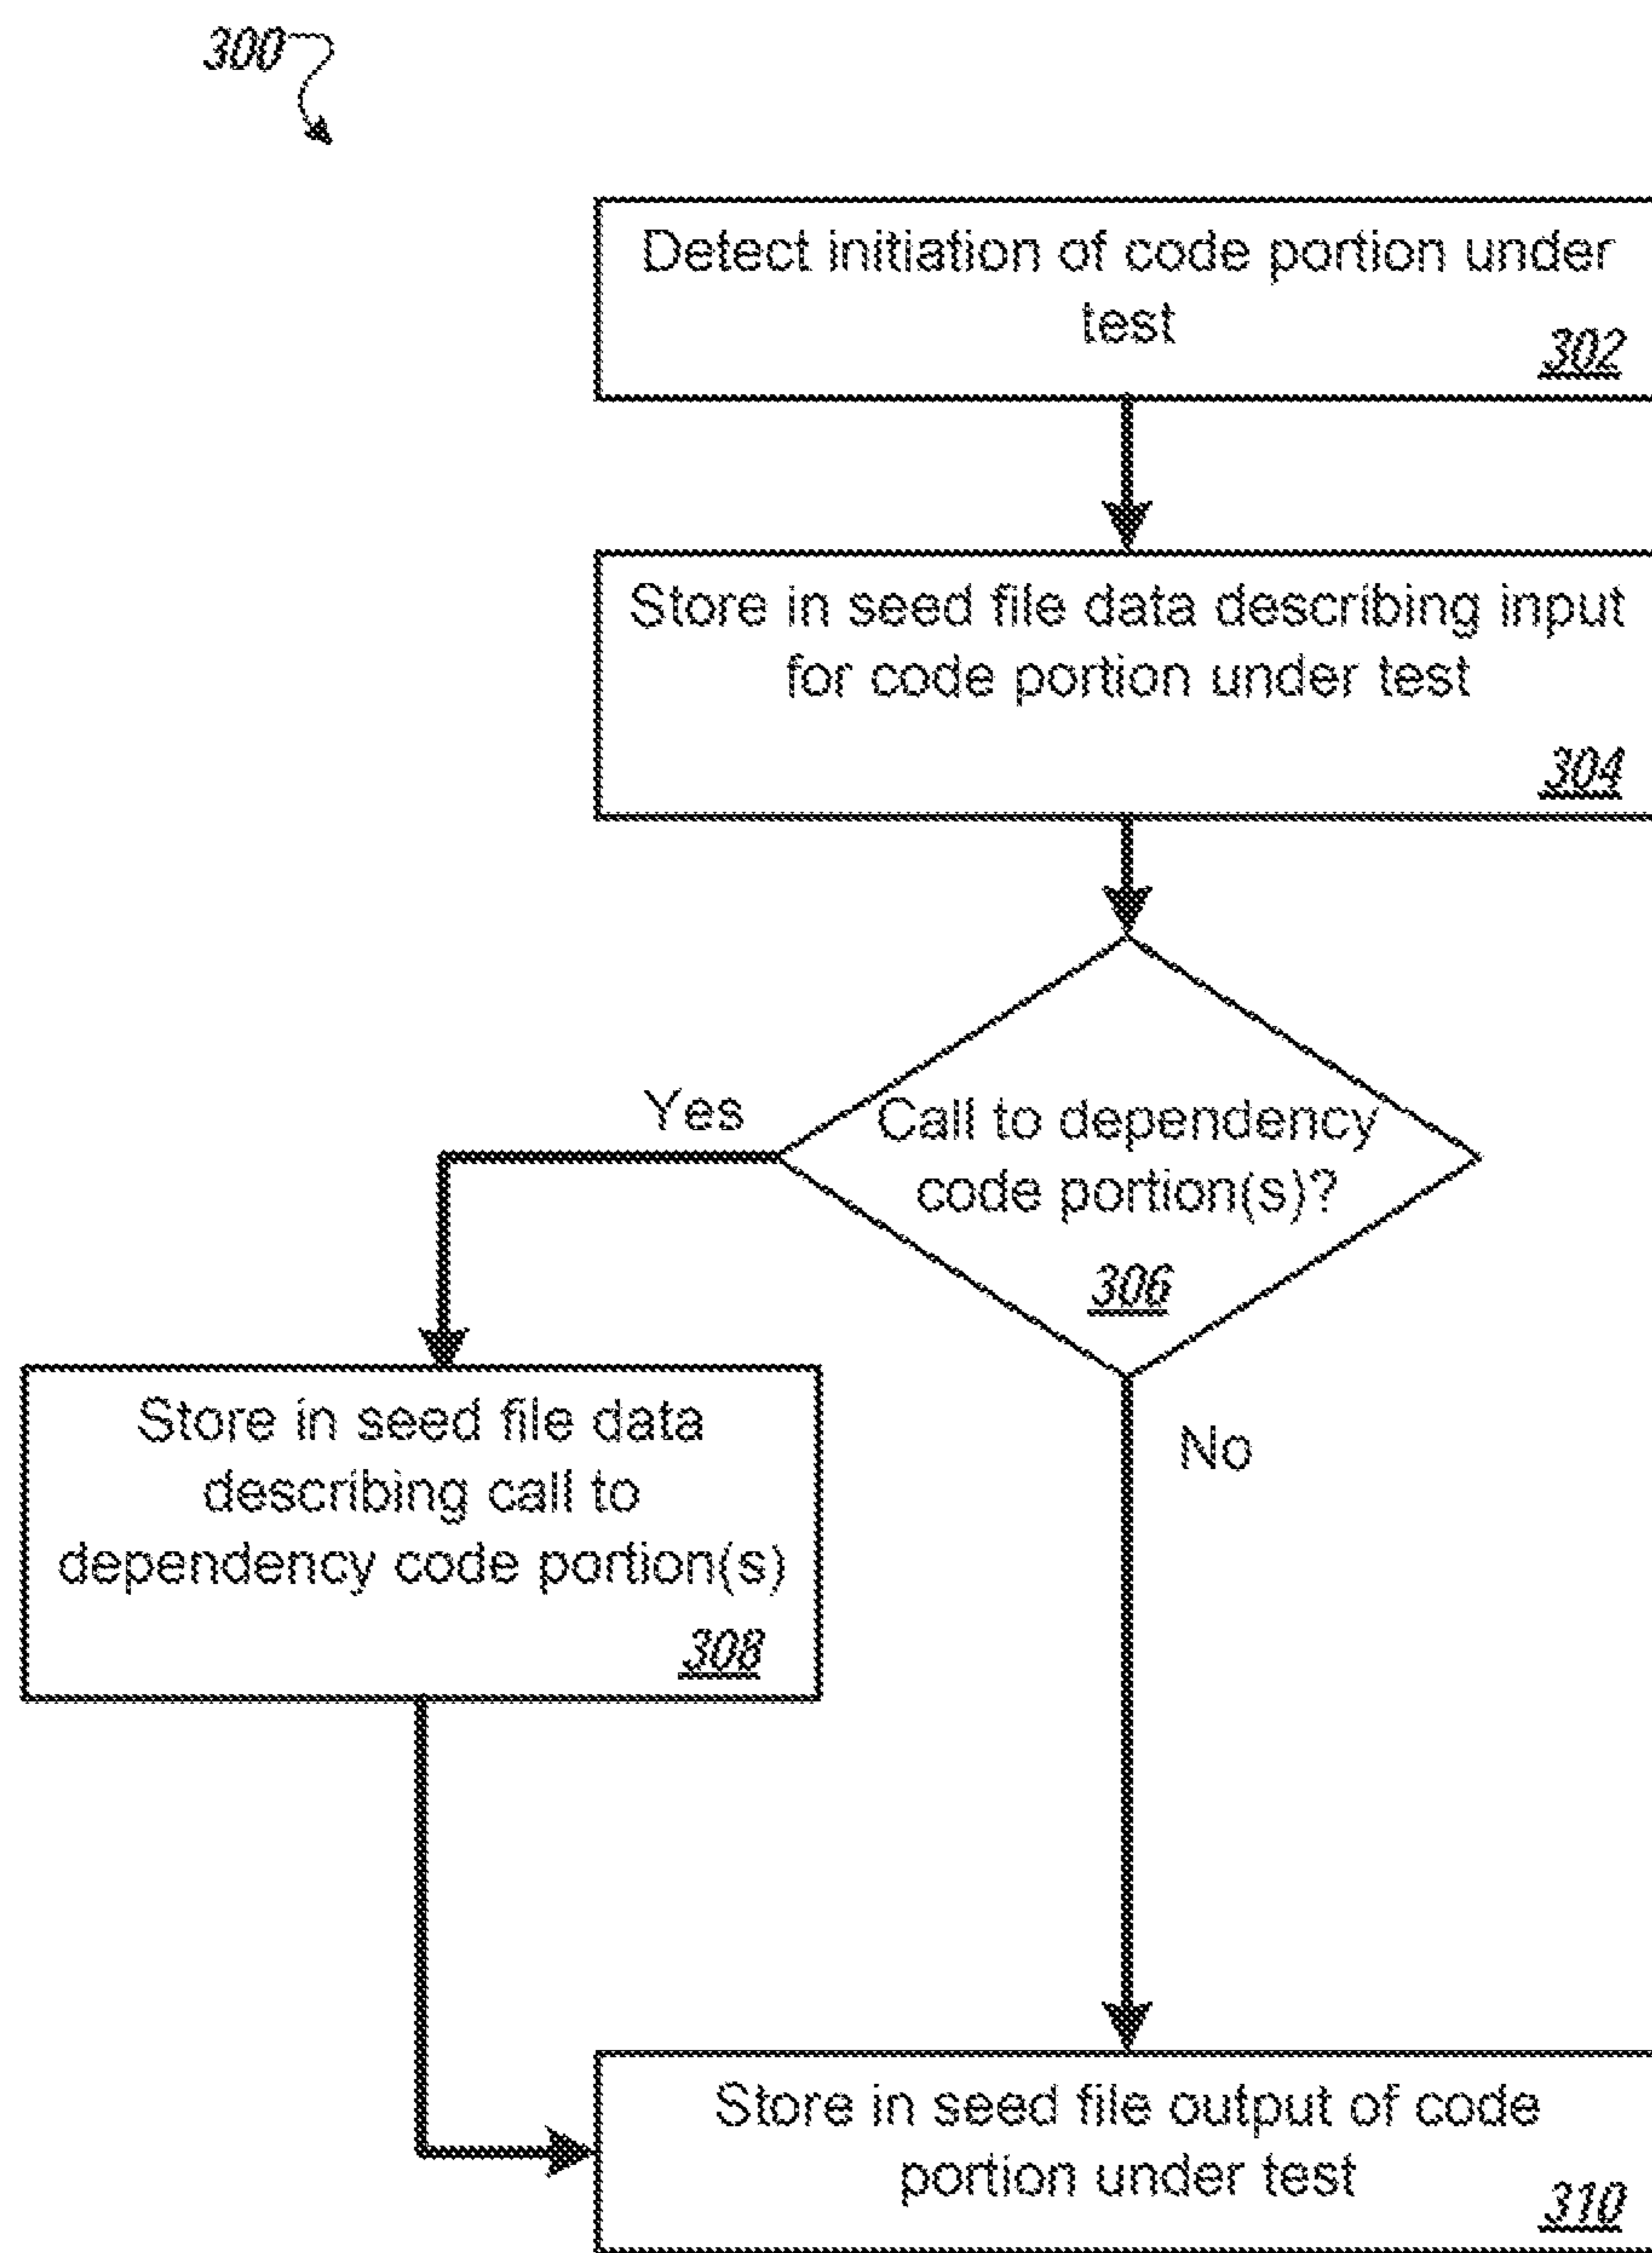 300
Detect initiation of code portion under
test
302
Store in seed file data describing input
for code portion under test
304
Yes
Call to dependency
code portion(s)?
306
No
Store in seed file data
describing call to
dependency code portion(s)
308
Store in seed file output of code
portion under test
310